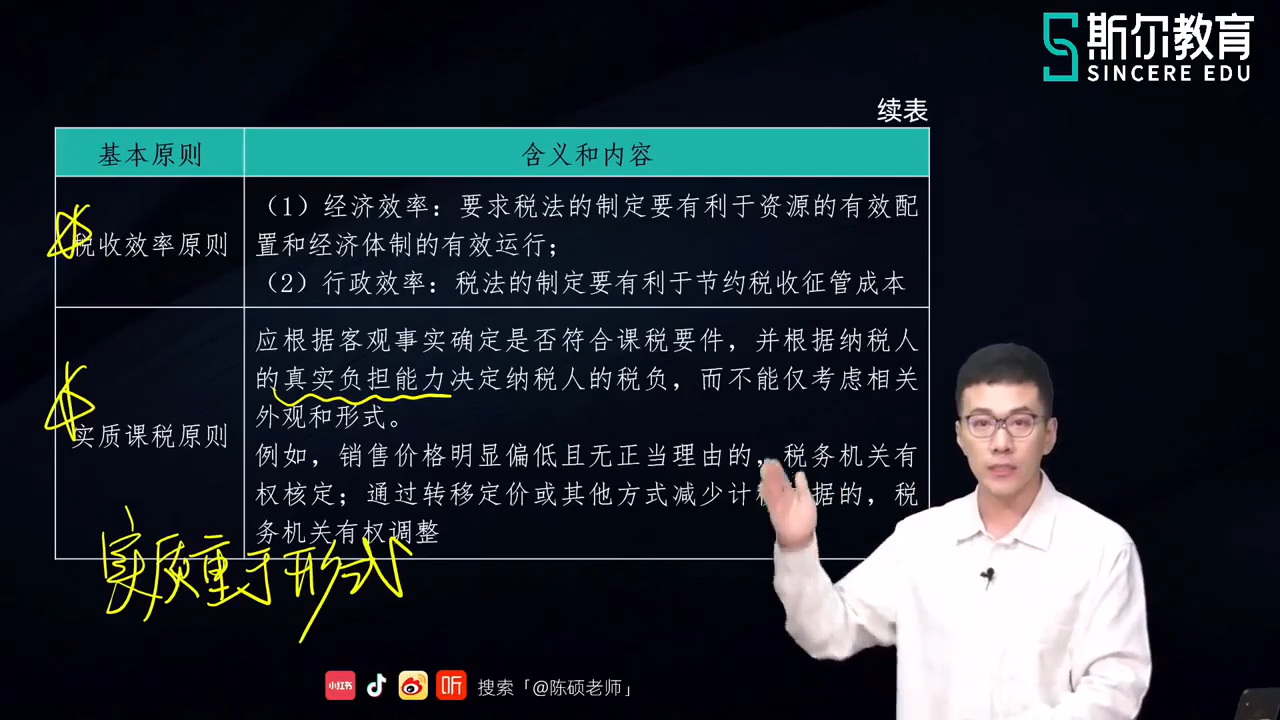 斯尔教育
SINCERE EDU
续表
基本原则
含义和内容
税收效率原则
（1）经济效率：要求税法的制定要有利于资源的有效配
置和经济体制的有效运行；
（2）行政效率：税法的制定要有利于节约税收征管成本
实质课税原则
应根据客观事实确定是否符合课税要件，并根据纳税人
的真实负担能力决定纳税人的税负，而不能仅考虑相关
外观和形式。
例如，销售价格明显偏低且无正当理由的，税务机关有
权核定；通过转移定价或其他方式减少计税依据的，税
务机关有权调整
实质重于形式
小红书
听
搜索「@陈硕老师」